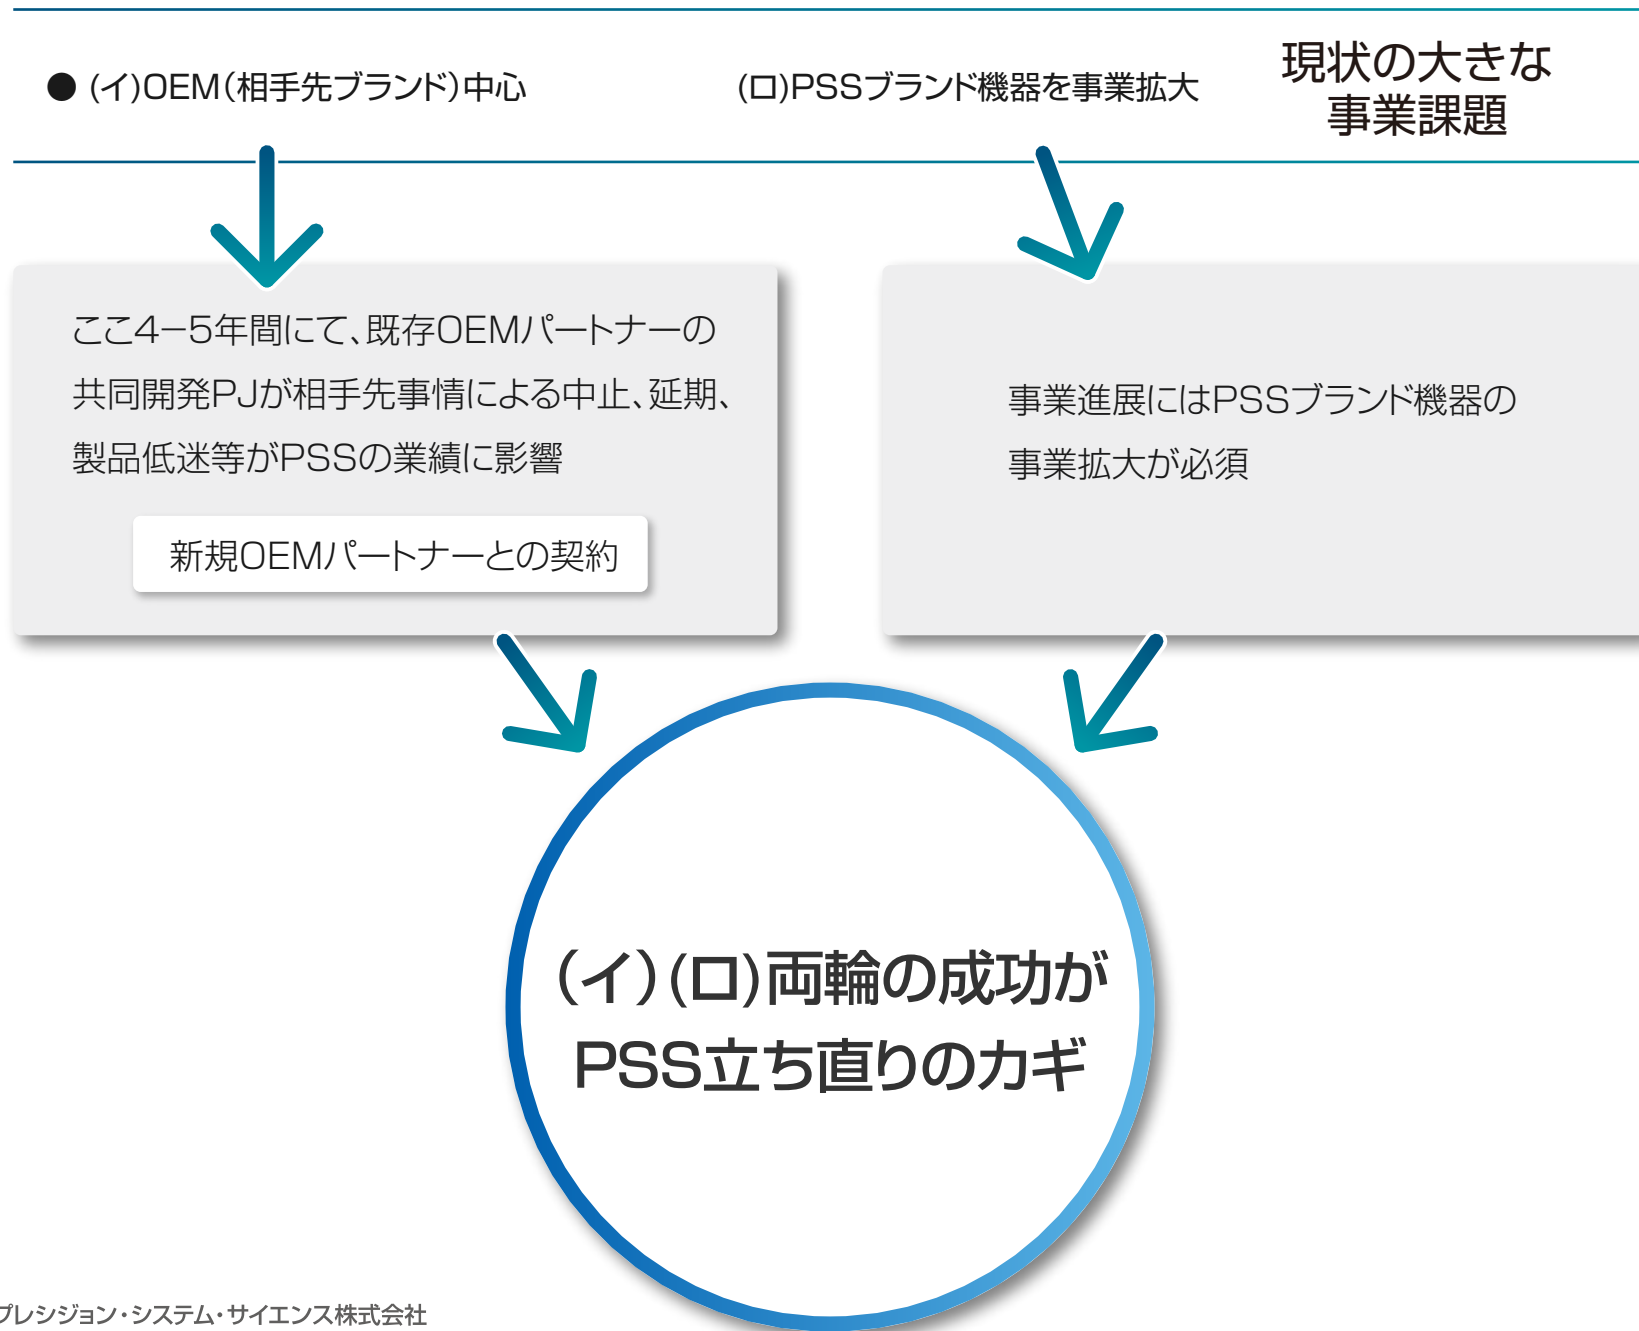 ● (イ)OEM(相手先ブランド)中心
(ロ)PSSブランド機器を事業拡大
現状の大きな
事業課題
ここ4−5年間にて、既存OEMパートナーの
共同開発PJが相手先事情による中止、延期、
製品低迷等がPSSの業績に影響
新規OEMパートナーとの契約
事業進展にはPSSブランド機器の
事業拡大が必須
（イ）(ロ)両輪の成功が
PSS立ち直りのカギ
プレシジョン・システム・サイエンス株式会社